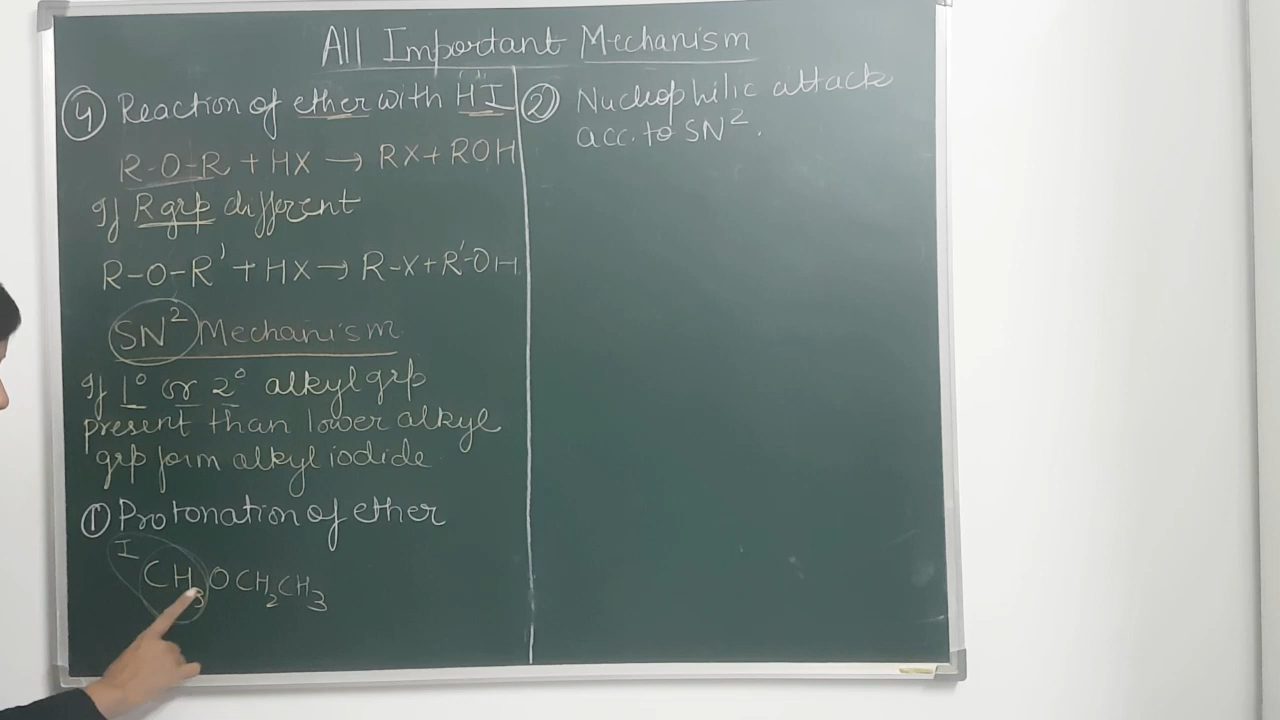 All Important Mechanism
④ Reaction of ether with HI
R-O-R + HX → RX + ROH
If R grp different
R-O-R' + HX → R-X + R'-OH
SN² Mechanism
If 1° or 2° alkyl grp
present than lower alkyl
grp form alkyl iodide
① Protonation of ether
I
CH₃OCH₂CH₃
② Nucleophilic attack
acc. to SN².